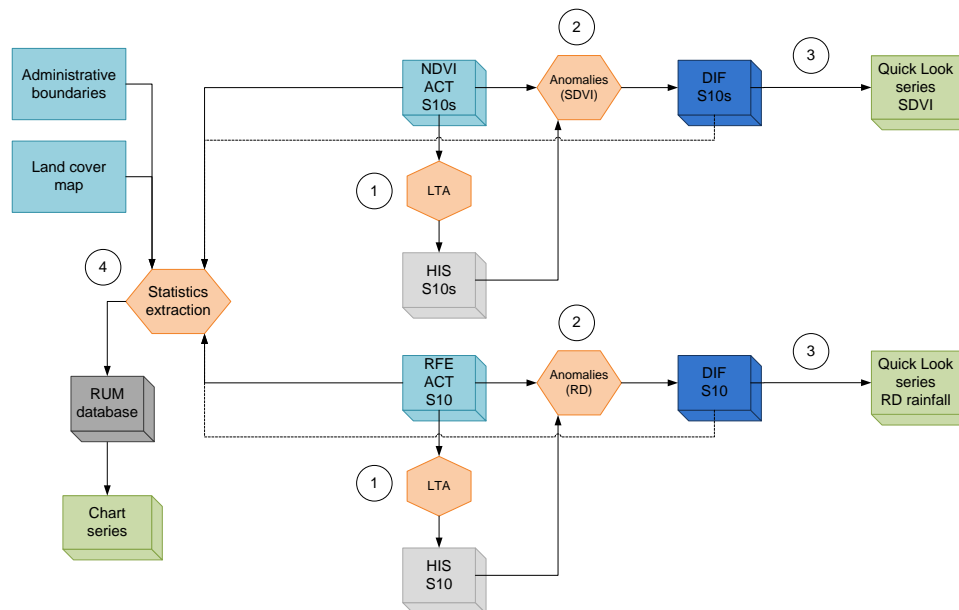 2
3
Administrative
boundaries
NDVI
ACT
S10s
Anomalies
(SDVI)
DIF
S10s
Quick Look
series
SDVI
Land cover
map
1
LTA
4
HIS
S10s
Statistics
extraction
2
3
RUM
database
RFE
ACT
S10
Anomalies
(RD)
DIF
S10
Quick Look
series
RD rainfall
1
LTA
Chart
series
HIS
S10